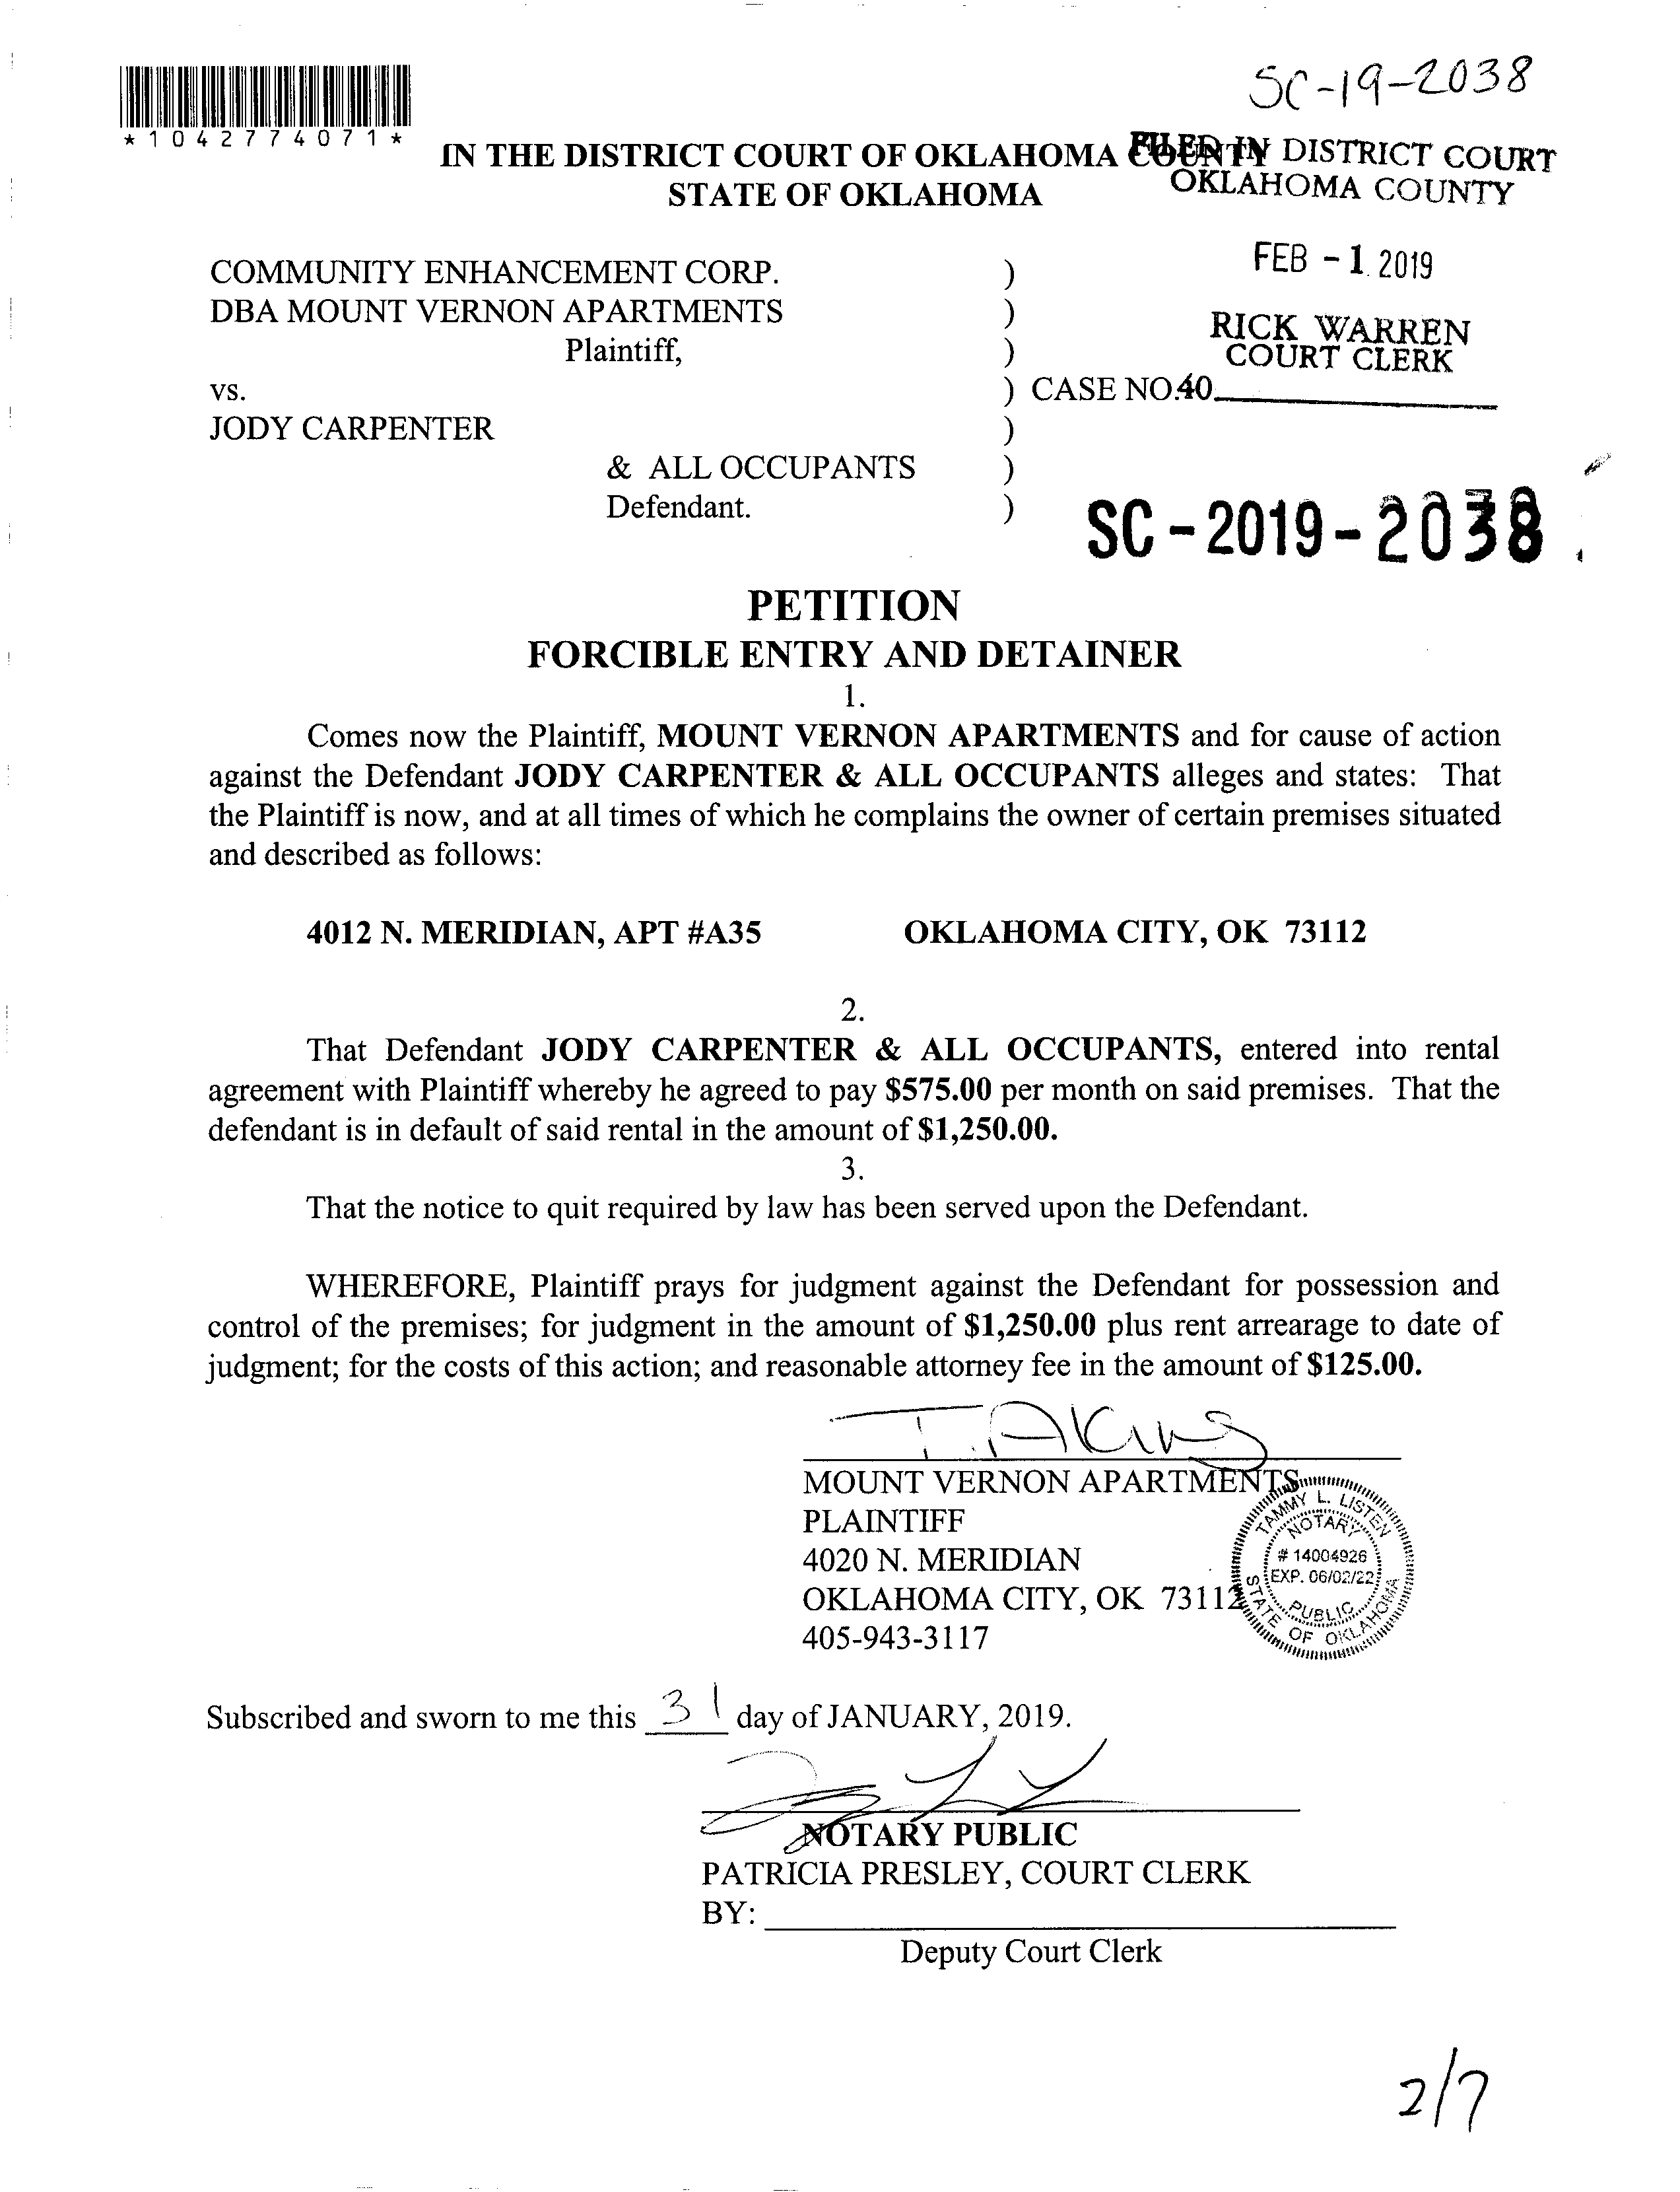 SC-19-2038
*1042774071*
IN THE DISTRICT COURT OF OKLAHOMA COUNTY
STATE OF OKLAHOMA
FILED IN DISTRICT COURT
OKLAHOMA COUNTY
FEB - 1 2019
RICK WARREN
COURT CLERK
40
COMMUNITY ENHANCEMENT CORP. )
DBA MOUNT VERNON APARTMENTS )
Plaintiff, )
vs. ) CASE NO.
JODY CARPENTER )
& ALL OCCUPANTS )
Defendant. )
SC-2019-2038
PETITION
FORCIBLE ENTRY AND DETAINER
1.
Comes now the Plaintiff, MOUNT VERNON APARTMENTS and for cause of action
against the Defendant JODY CARPENTER & ALL OCCUPANTS alleges and states: That
the Plaintiff is now, and at all times of which he complains the owner of certain premises situated
and described as follows:
4012 N. MERIDIAN, APT #A35 OKLAHOMA CITY, OK 73112
2.
That Defendant JODY CARPENTER & ALL OCCUPANTS, entered into rental
agreement with Plaintiff whereby he agreed to pay $575.00 per month on said premises. That the
defendant is in default of said rental in the amount of $1,250.00.
3.
That the notice to quit required by law has been served upon the Defendant.
WHEREFORE, Plaintiff prays for judgment against the Defendant for possession and
control of the premises; for judgment in the amount of $1,250.00 plus rent arrearage to date of
judgment; for the costs of this action; and reasonable attorney fee in the amount of $125.00.
MOUNT VERNON APARTMENTS
PLAINTIFF
4020 N. MERIDIAN
OKLAHOMA CITY, OK 73112
405-943-3117
TAMMY L. LISTEN
NOTARY
# 14004926
EXP. 06/02/22
PUBLIC
STATE OF OKLAHOMA
Subscribed and sworn to me this 31 day of JANUARY, 2019.
NOTARY PUBLIC
PATRICIA PRESLEY, COURT CLERK
BY:
Deputy Court Clerk
2/7